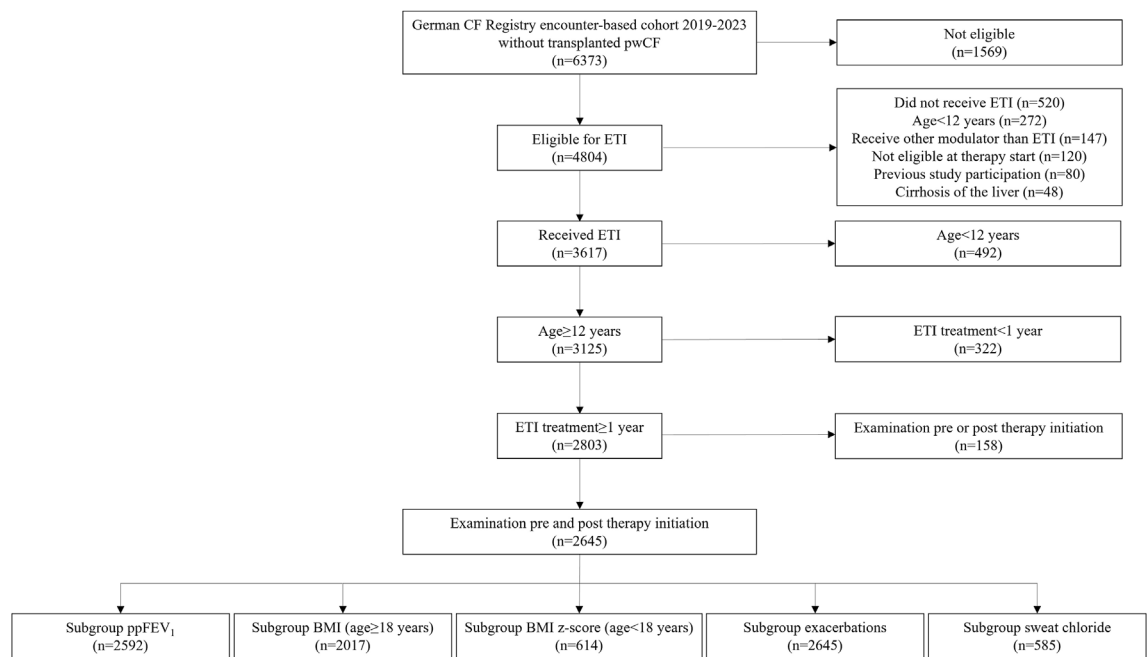 German CF Registry encounter-based cohort 2019-2023
without transplanted pwCF
(n=6373)
Not eligible
(n=1569)
Eligible for ETI
(n=4804)
Did not receive ETI (n=520)
Age<12 years (n=272)
Receive other modulator than ETI (n=147)
Not eligible at therapy start (n=120)
Previous study participation (n=80)
Cirrhosis of the liver (n=48)
Received ETI
(n=3617)
Age<12 years
(n=492)
Age≥12 years
(n=3125)
ETI treatment<1 year
(n=322)
ETI treatment≥1 year
(n=2803)
Examination pre or post therapy initiation
(n=158)
Examination pre and post therapy initiation
(n=2645)
Subgroup ppFEV₁
(n=2592)
Subgroup BMI (age≥18 years)
(n=2017)
Subgroup BMI z-score (age<18 years)
(n=614)
Subgroup exacerbations
(n=2645)
Subgroup sweat chloride
(n=585)